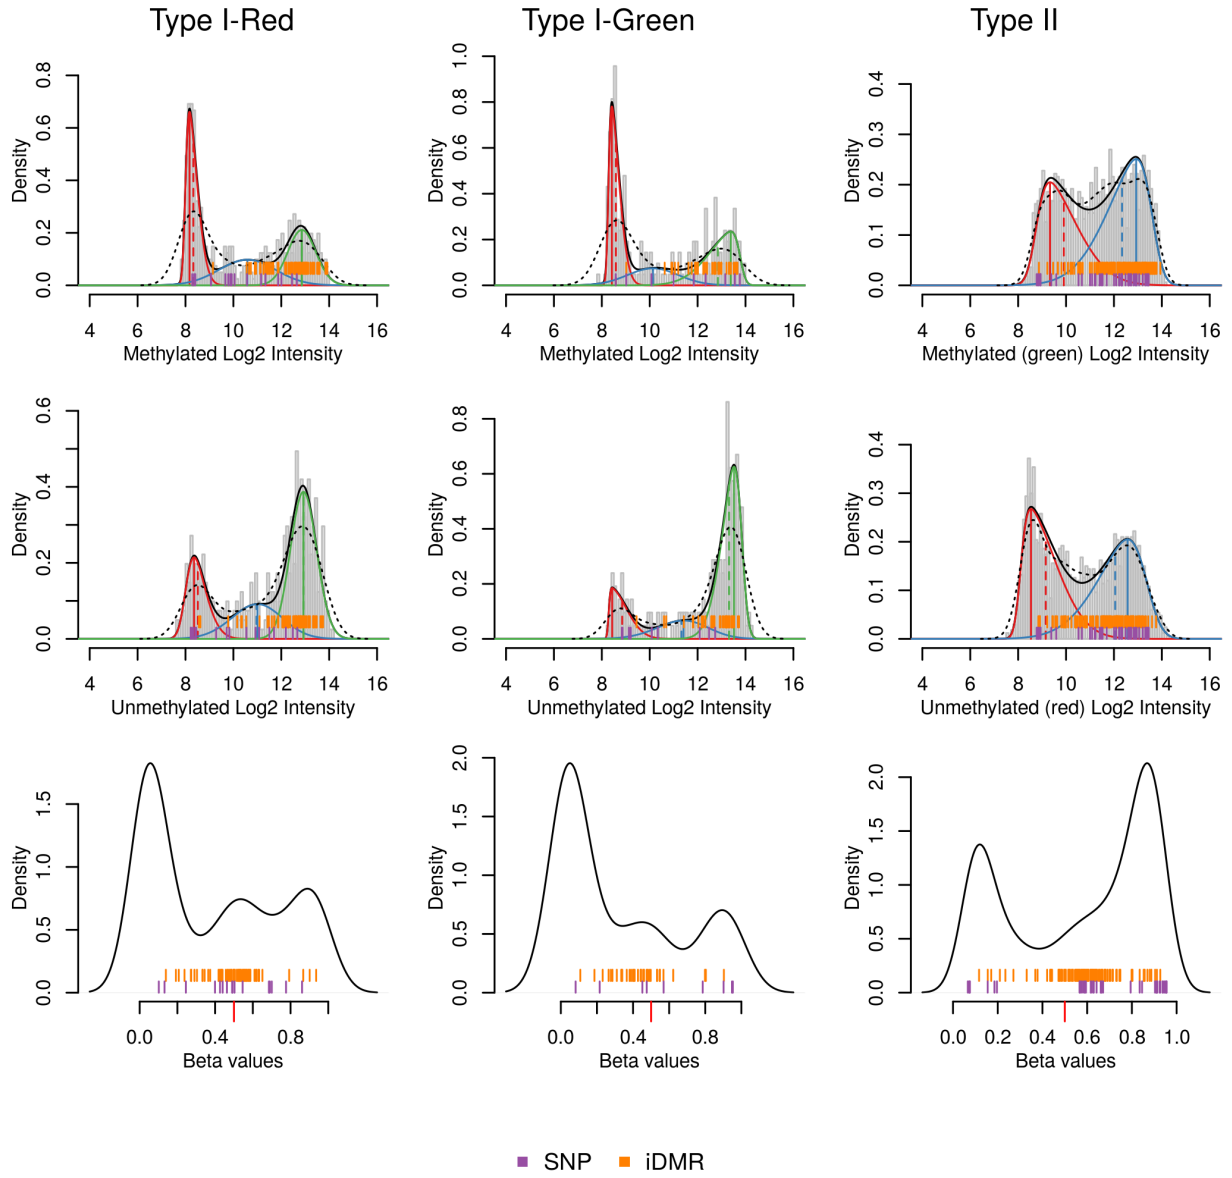 Type I-Red Type I-Green Type II
Density 0.0 0.2 0.4 0.6 0.8
4 6 8 10 12 14 16
Methylated Log2 Intensity
Density 0.0 0.2 0.4 0.6 0.8 1.0
4 6 8 10 12 14 16
Methylated Log2 Intensity
Density 0.0 0.1 0.2 0.3 0.4
4 6 8 10 12 14 16
Methylated (green) Log2 Intensity
Density 0.0 0.2 0.4 0.6
4 6 8 10 12 14 16
Unmethylated Log2 Intensity
Density 0.0 0.2 0.4 0.6 0.8
4 6 8 10 12 14 16
Unmethylated Log2 Intensity
Density 0.0 0.1 0.2 0.3 0.4
4 6 8 10 12 14 16
Unmethylated (red) Log2 Intensity
Density 0.0 0.5 1.0 1.5
0.0 0.4 0.8
Beta values
Density 0.0 0.5 1.0 1.5 2.0
0.0 0.4 0.8
Beta values
Density 0.0 0.5 1.0 1.5 2.0
0.0 0.2 0.4 0.6 0.8 1.0
Beta values
SNP iDMR